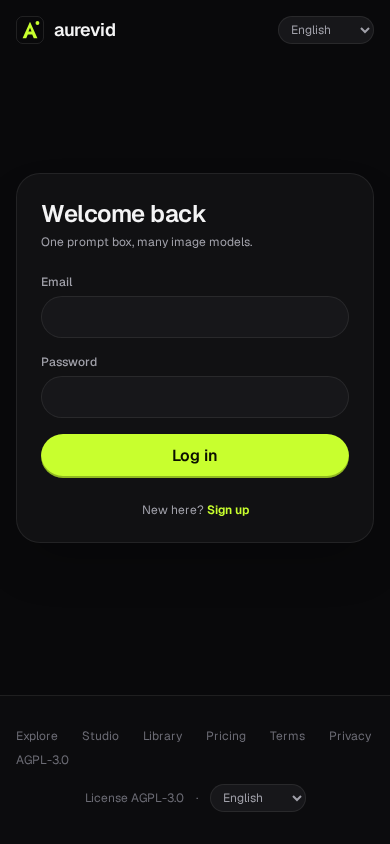 aurevid
English
Welcome back
One prompt box, many image models.
Email
Password
Log in
New here? Sign up
Explore Studio Library Pricing Terms Privacy
AGPL-3.0
License AGPL-3.0 · English